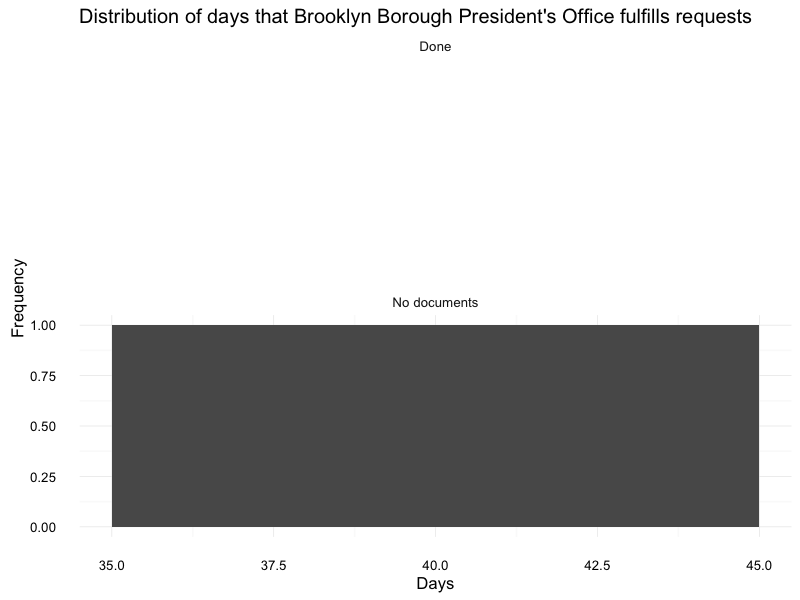 Distribution of days that Brooklyn Borough President's Office fulfills requests
Done
No documents
Frequency
1.00
0.75
0.50
0.25
0.00
35.0 37.5 40.0 42.5 45.0
Days